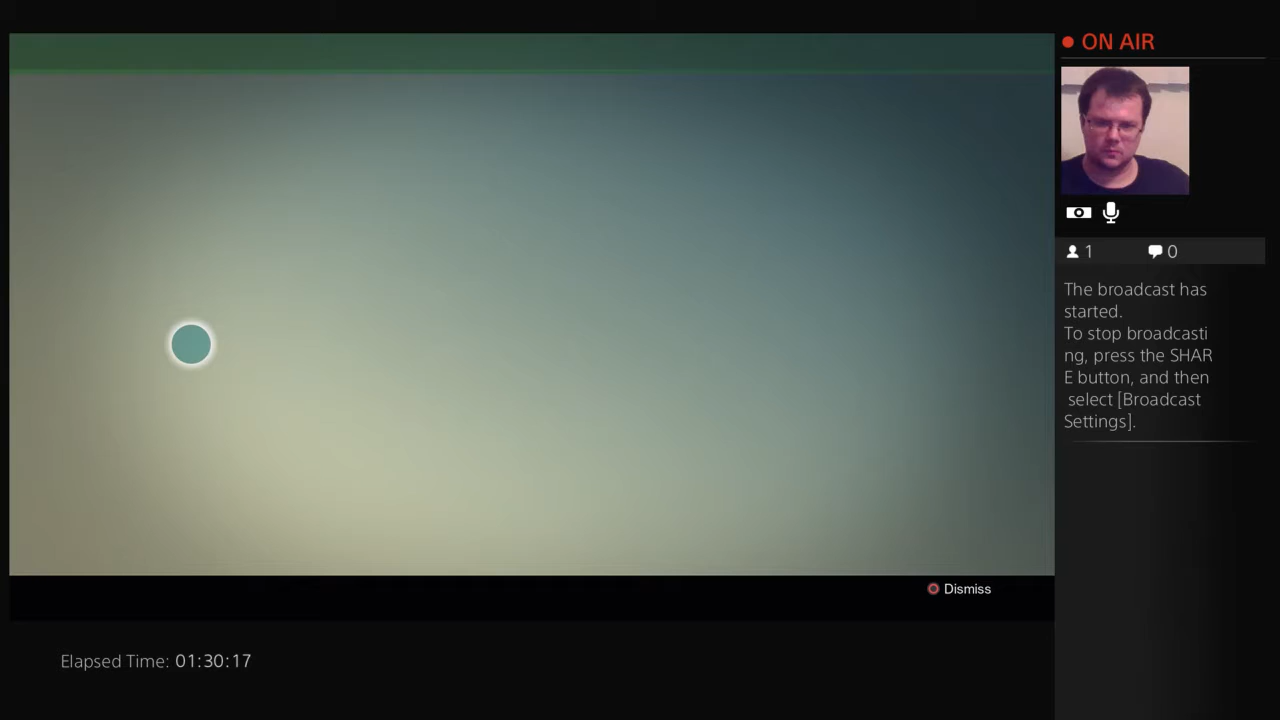 ON AIR
1 0
The broadcast has
started.
To stop broadcasti
ng, press the SHAR
E button, and then
select [Broadcast
Settings].
Dismiss
Elapsed Time: 01:30:17